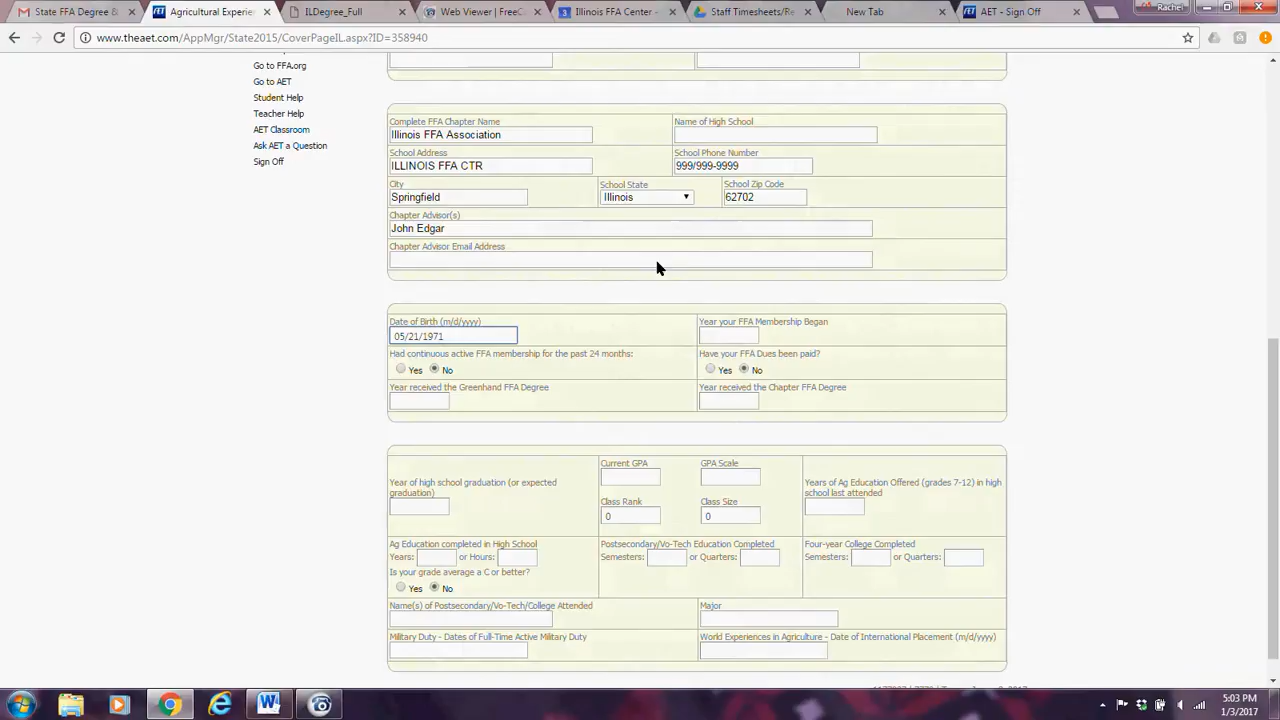 State FFA Degree &
Agricultural Experien
ILDegree_Full
Web Viewer | FreeC
Illinois FFA Center -
Staff Timesheets/Re
New Tab
AET - Sign Off
Rachel
www.theaet.com/AppMgr/State2015/CoverPageIL.aspx?ID=358940
Go to FFA.org
Go to AET
Student Help
Teacher Help
AET Classroom
Ask AET a Question
Sign Off
Complete FFA Chapter Name
Name of High School
Illinois FFA Association
School Address
School Phone Number
ILLINOIS FFA CTR
999/999-9999
City
School State
School Zip Code
Springfield
Illinois
62702
Chapter Advisor(s)
John Edgar
Chapter Advisor Email Address
Date of Birth (m/d/yyyy)
Year your FFA Membership Began
05/21/1971
Had continuous active FFA membership for the past 24 months:
Have your FFA Dues been paid?
Yes No
Yes No
Year received the Greenhand FFA Degree
Year received the Chapter FFA Degree
Year of high school graduation (or expected
graduation)
Current GPA
GPA Scale
Years of Ag Education Offered (grades 7-12) in high
school last attended
Class Rank
Class Size
0
0
Ag Education completed in High School
Postsecondary/Vo-Tech Education Completed
Four-year College Completed
Years: or Hours:
Semesters: or Quarters:
Semesters: or Quarters:
Is your grade average a C or better?
Yes No
Name(s) of Postsecondary/Vo-Tech/College Attended
Major
Military Duty - Dates of Full-Time Active Military Duty
World Experiences in Agriculture - Date of International Placement (m/d/yyyy)
5:03 PM
1/3/2017